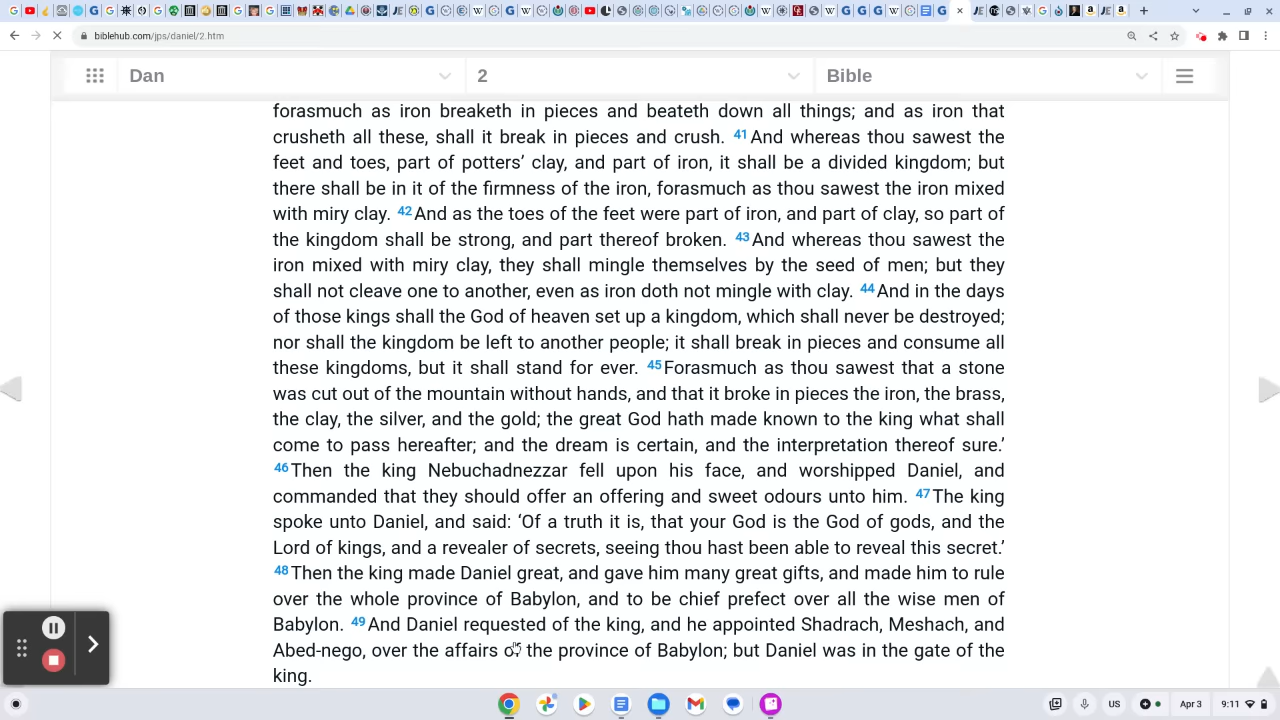 biblehub.com/jps/daniel/2.htm
Dan
2
Bible
forasmuch as iron breaketh in pieces and beateth down all things; and as iron that
crusheth all these, shall it break in pieces and crush. 41 And whereas thou sawest the
feet and toes, part of potters’ clay, and part of iron, it shall be a divided kingdom; but
there shall be in it of the firmness of the iron, forasmuch as thou sawest the iron mixed
with miry clay. 42 And as the toes of the feet were part of iron, and part of clay, so part of
the kingdom shall be strong, and part thereof broken. 43 And whereas thou sawest the
iron mixed with miry clay, they shall mingle themselves by the seed of men; but they
shall not cleave one to another, even as iron doth not mingle with clay. 44 And in the days
of those kings shall the God of heaven set up a kingdom, which shall never be destroyed;
nor shall the kingdom be left to another people; it shall break in pieces and consume all
these kingdoms, but it shall stand for ever. 45 Forasmuch as thou sawest that a stone
was cut out of the mountain without hands, and that it broke in pieces the iron, the brass,
the clay, the silver, and the gold; the great God hath made known to the king what shall
come to pass hereafter; and the dream is certain, and the interpretation thereof sure.’
46 Then the king Nebuchadnezzar fell upon his face, and worshipped Daniel, and
commanded that they should offer an offering and sweet odours unto him. 47 The king
spoke unto Daniel, and said: ‘Of a truth it is, that your God is the God of gods, and the
Lord of kings, and a revealer of secrets, seeing thou hast been able to reveal this secret.’
48 Then the king made Daniel great, and gave him many great gifts, and made him to rule
over the whole province of Babylon, and to be chief prefect over all the wise men of
Babylon. 49 And Daniel requested of the king, and he appointed Shadrach, Meshach, and
Abed-nego, over the affairs of the province of Babylon; but Daniel was in the gate of the
king.
US
Apr 3
9:11